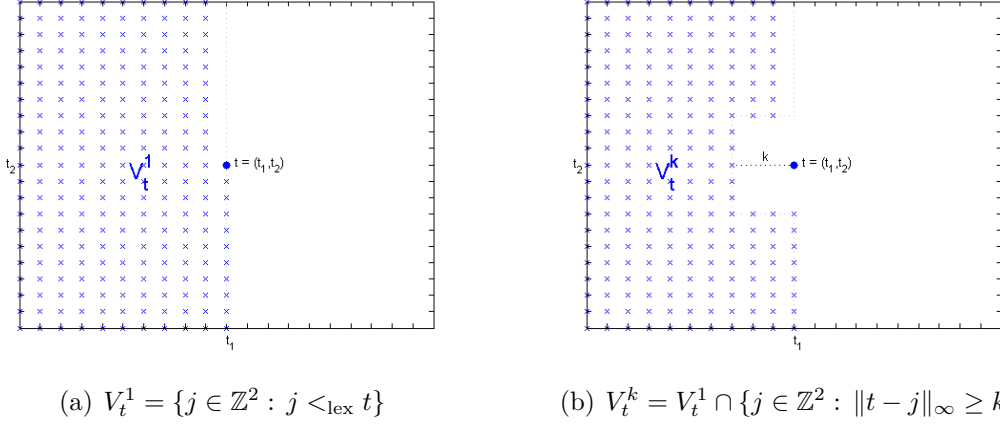 t₂
V_t^1
t = (t₁,t₂)
t₁
t₂
V_t^k
k
t = (t₁,t₂)
t₁
(a) V_t^1 = {j ∈ ℤ² : j <_lex t}
(b) V_t^k = V_t^1 ∩ {j ∈ ℤ² : ‖t − j‖_∞ ≥ k